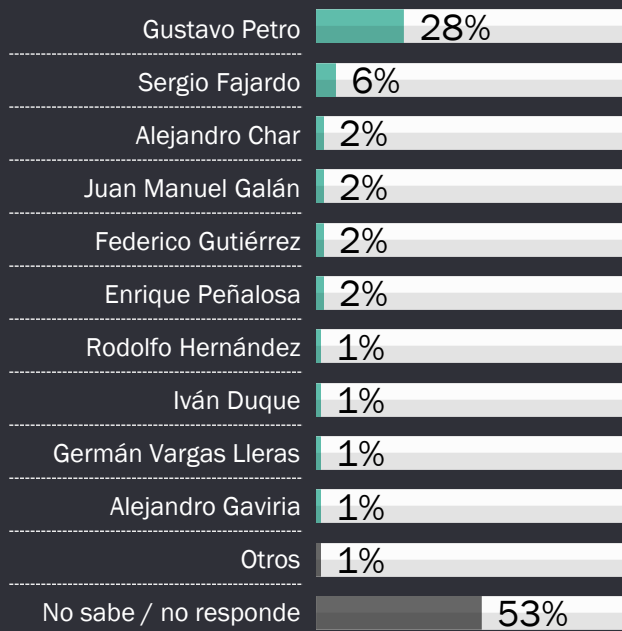 Gustavo Petro 28%
Sergio Fajardo 6%
Alejandro Char 2%
Juan Manuel Galán 2%
Federico Gutiérrez 2%
Enrique Peñalosa 2%
Rodolfo Hernández 1%
Iván Duque 1%
Germán Vargas Lleras 1%
Alejandro Gaviria 1%
Otros 1%
No sabe / no responde 53%